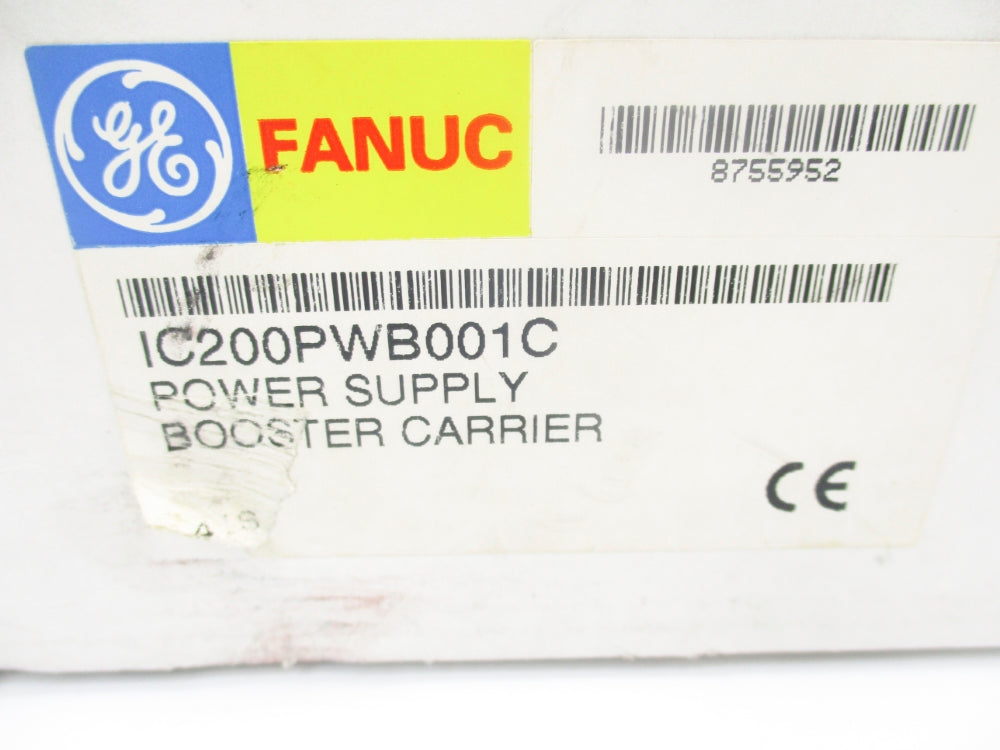 GE FANUC
8755952
IC200PWB001C
POWER SUPPLY
BOOSTER CARRIER
CE